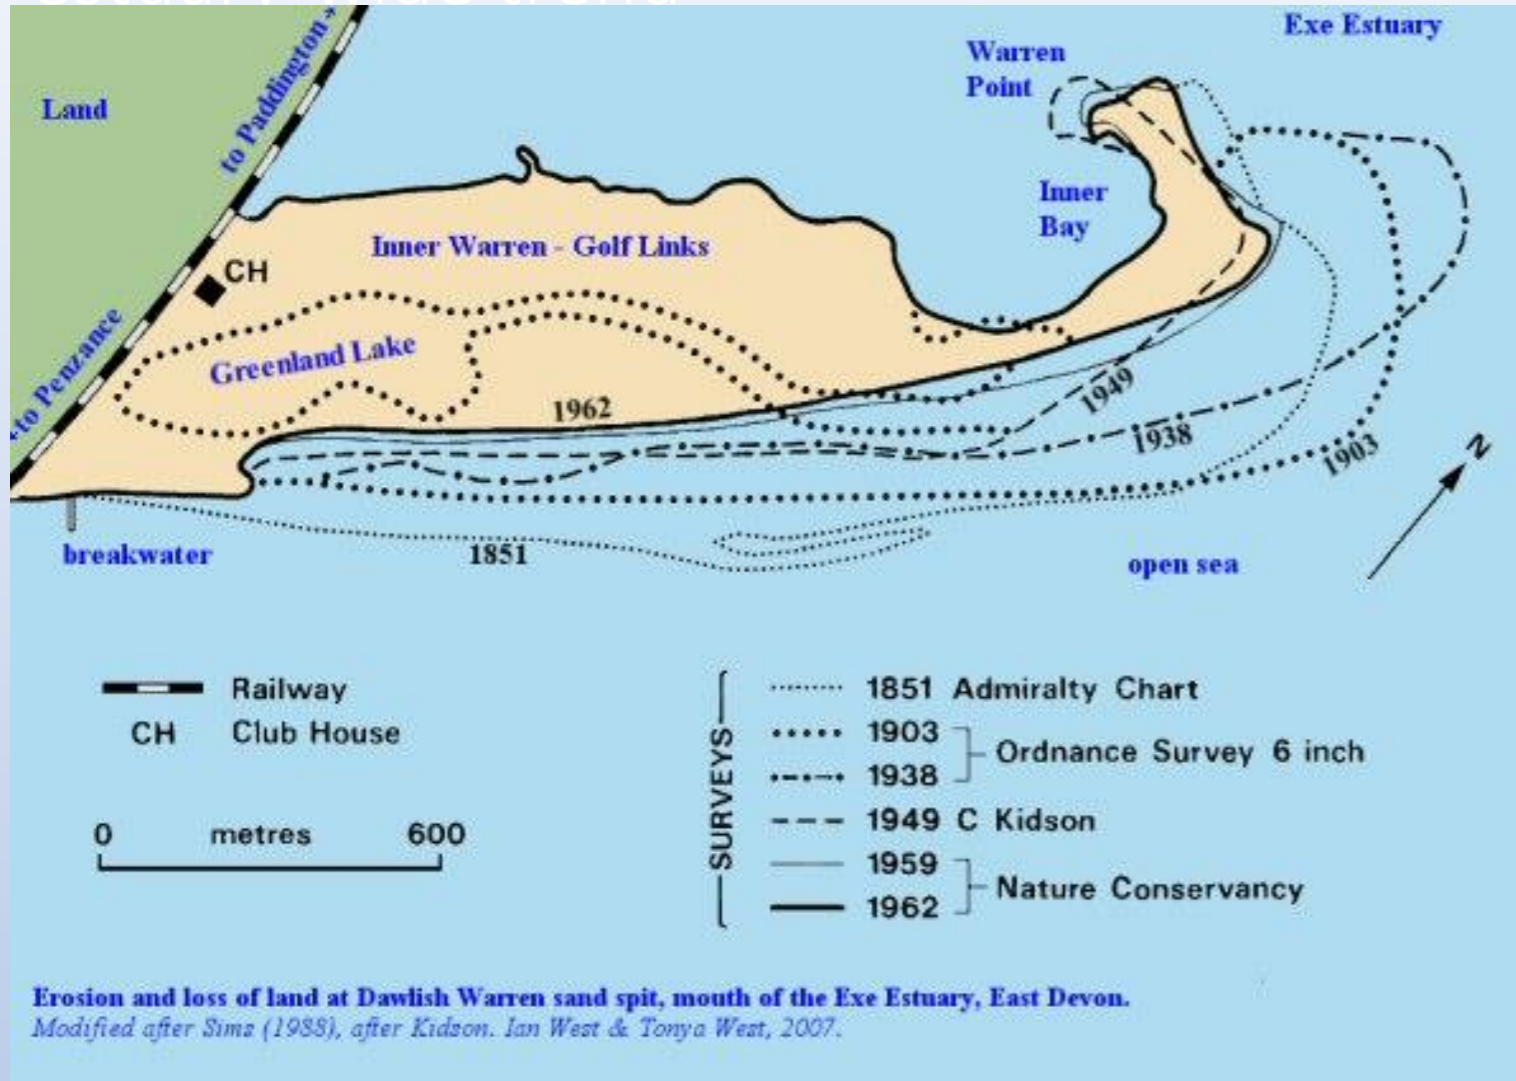 Exe Estuary
Warren
Point
Land
to Paddington →
Inner
Bay
Inner Warren - Golf Links
CH
Greenland Lake
← to Penzance
1962
1949
1938
1903
N
breakwater
1851
open sea
Railway
CH Club House
0 metres 600
SURVEYS
1851 Admiralty Chart
1903
Ordnance Survey 6 inch
1938
1949 C Kidson
1959
Nature Conservancy
1962
Erosion and loss of land at Dawlish Warren sand spit, mouth of the Exe Estuary, East Devon.
Modified after Sims (1988), after Kidson. Ian West & Tonya West, 2007.